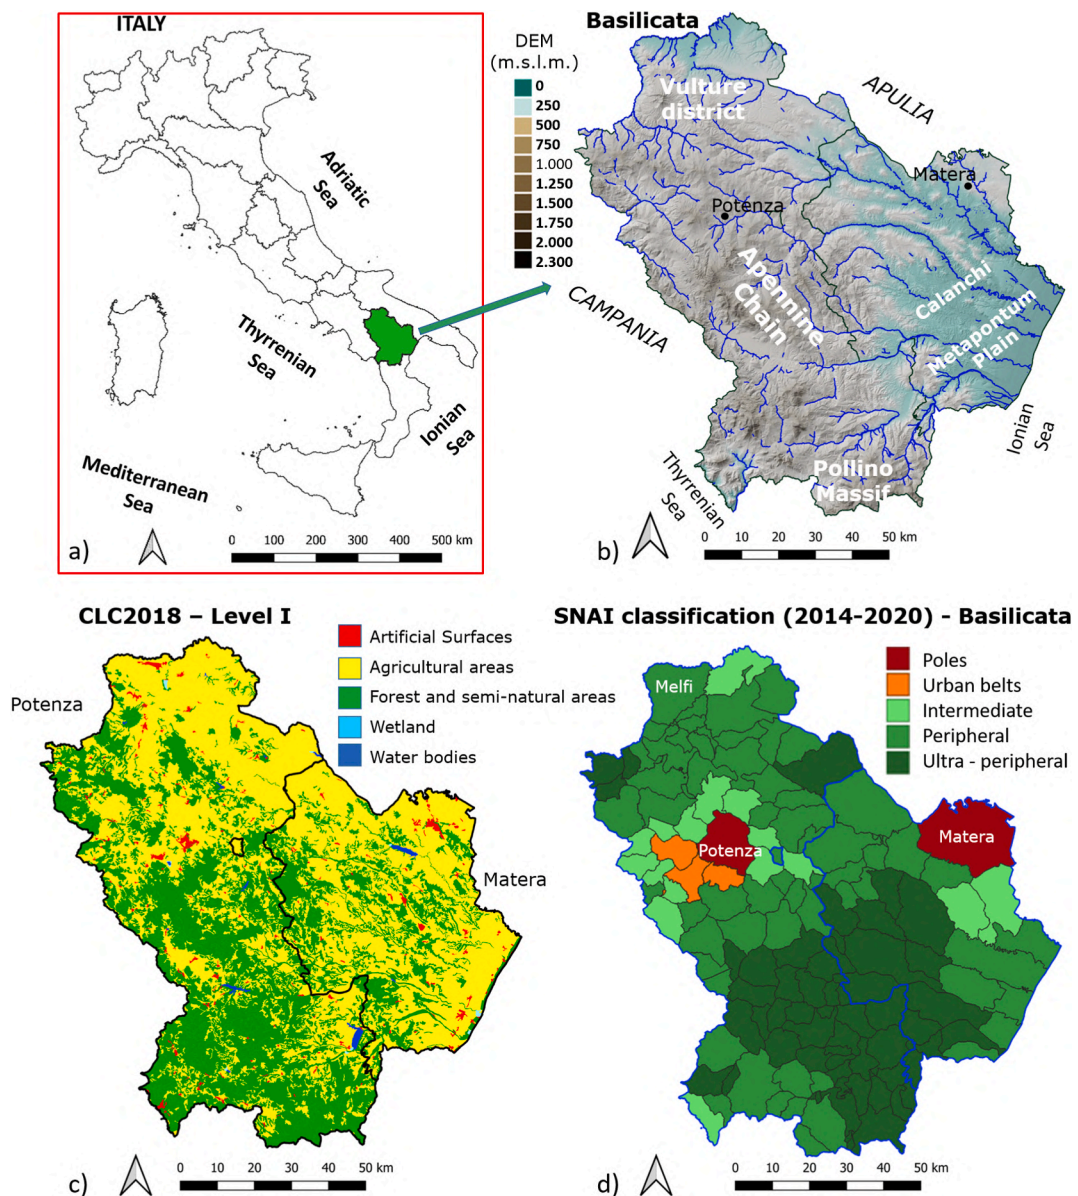 ITALY
Adriatic
Sea
Thyrrenian
Sea
Ionian
Sea
Mediterranean
Sea
a)
0 100 200 300 400 500 km
Basilicata
DEM
(m.s.l.m.)
0
250
500
750
1.000
1.250
1.500
1.750
2.000
2.300
Vulture
district
APULIA
Matera
Potenza
Apennine
Chain
Calanchi
Metapontum
Plain
CAMPANIA
Ionian
Sea
Pollino
Massif
Thyrrenian
Sea
b)
0 10 20 30 40 50 km
CLC2018 – Level I
Artificial Surfaces
Agricultural areas
Forest and semi-natural areas
Wetland
Water bodies
Potenza
Matera
c)
0 10 20 30 40 50 km
SNAI classification (2014-2020) - Basilicata
Poles
Urban belts
Intermediate
Peripheral
Ultra - peripheral
Melfi
Potenza
Matera
d)
0 10 20 30 40 50 km